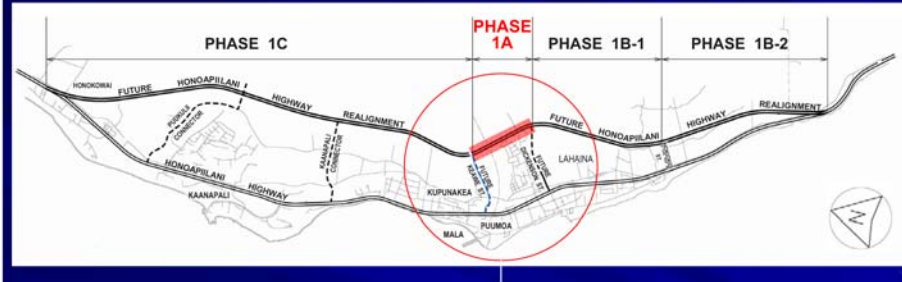 PHASE 1C
PHASE
1A
PHASE 1B-1
PHASE 1B-2
HONOKOWAI
FUTURE HONOAPIILANI HIGHWAY REALIGNMENT
FUTURE HONOAPIILANI HIGHWAY REALIGNMENT
PUUKOLII
CONNECTOR
KAANAPALI
CONNECTOR
FUTURE
KEAWE ST.
FUTURE
DICKENSON ST.
LAHAINA
HONOAPIILANI HIGHWAY
KAANAPALI
KUPUNAKEA
MALA
PUUMOA
N